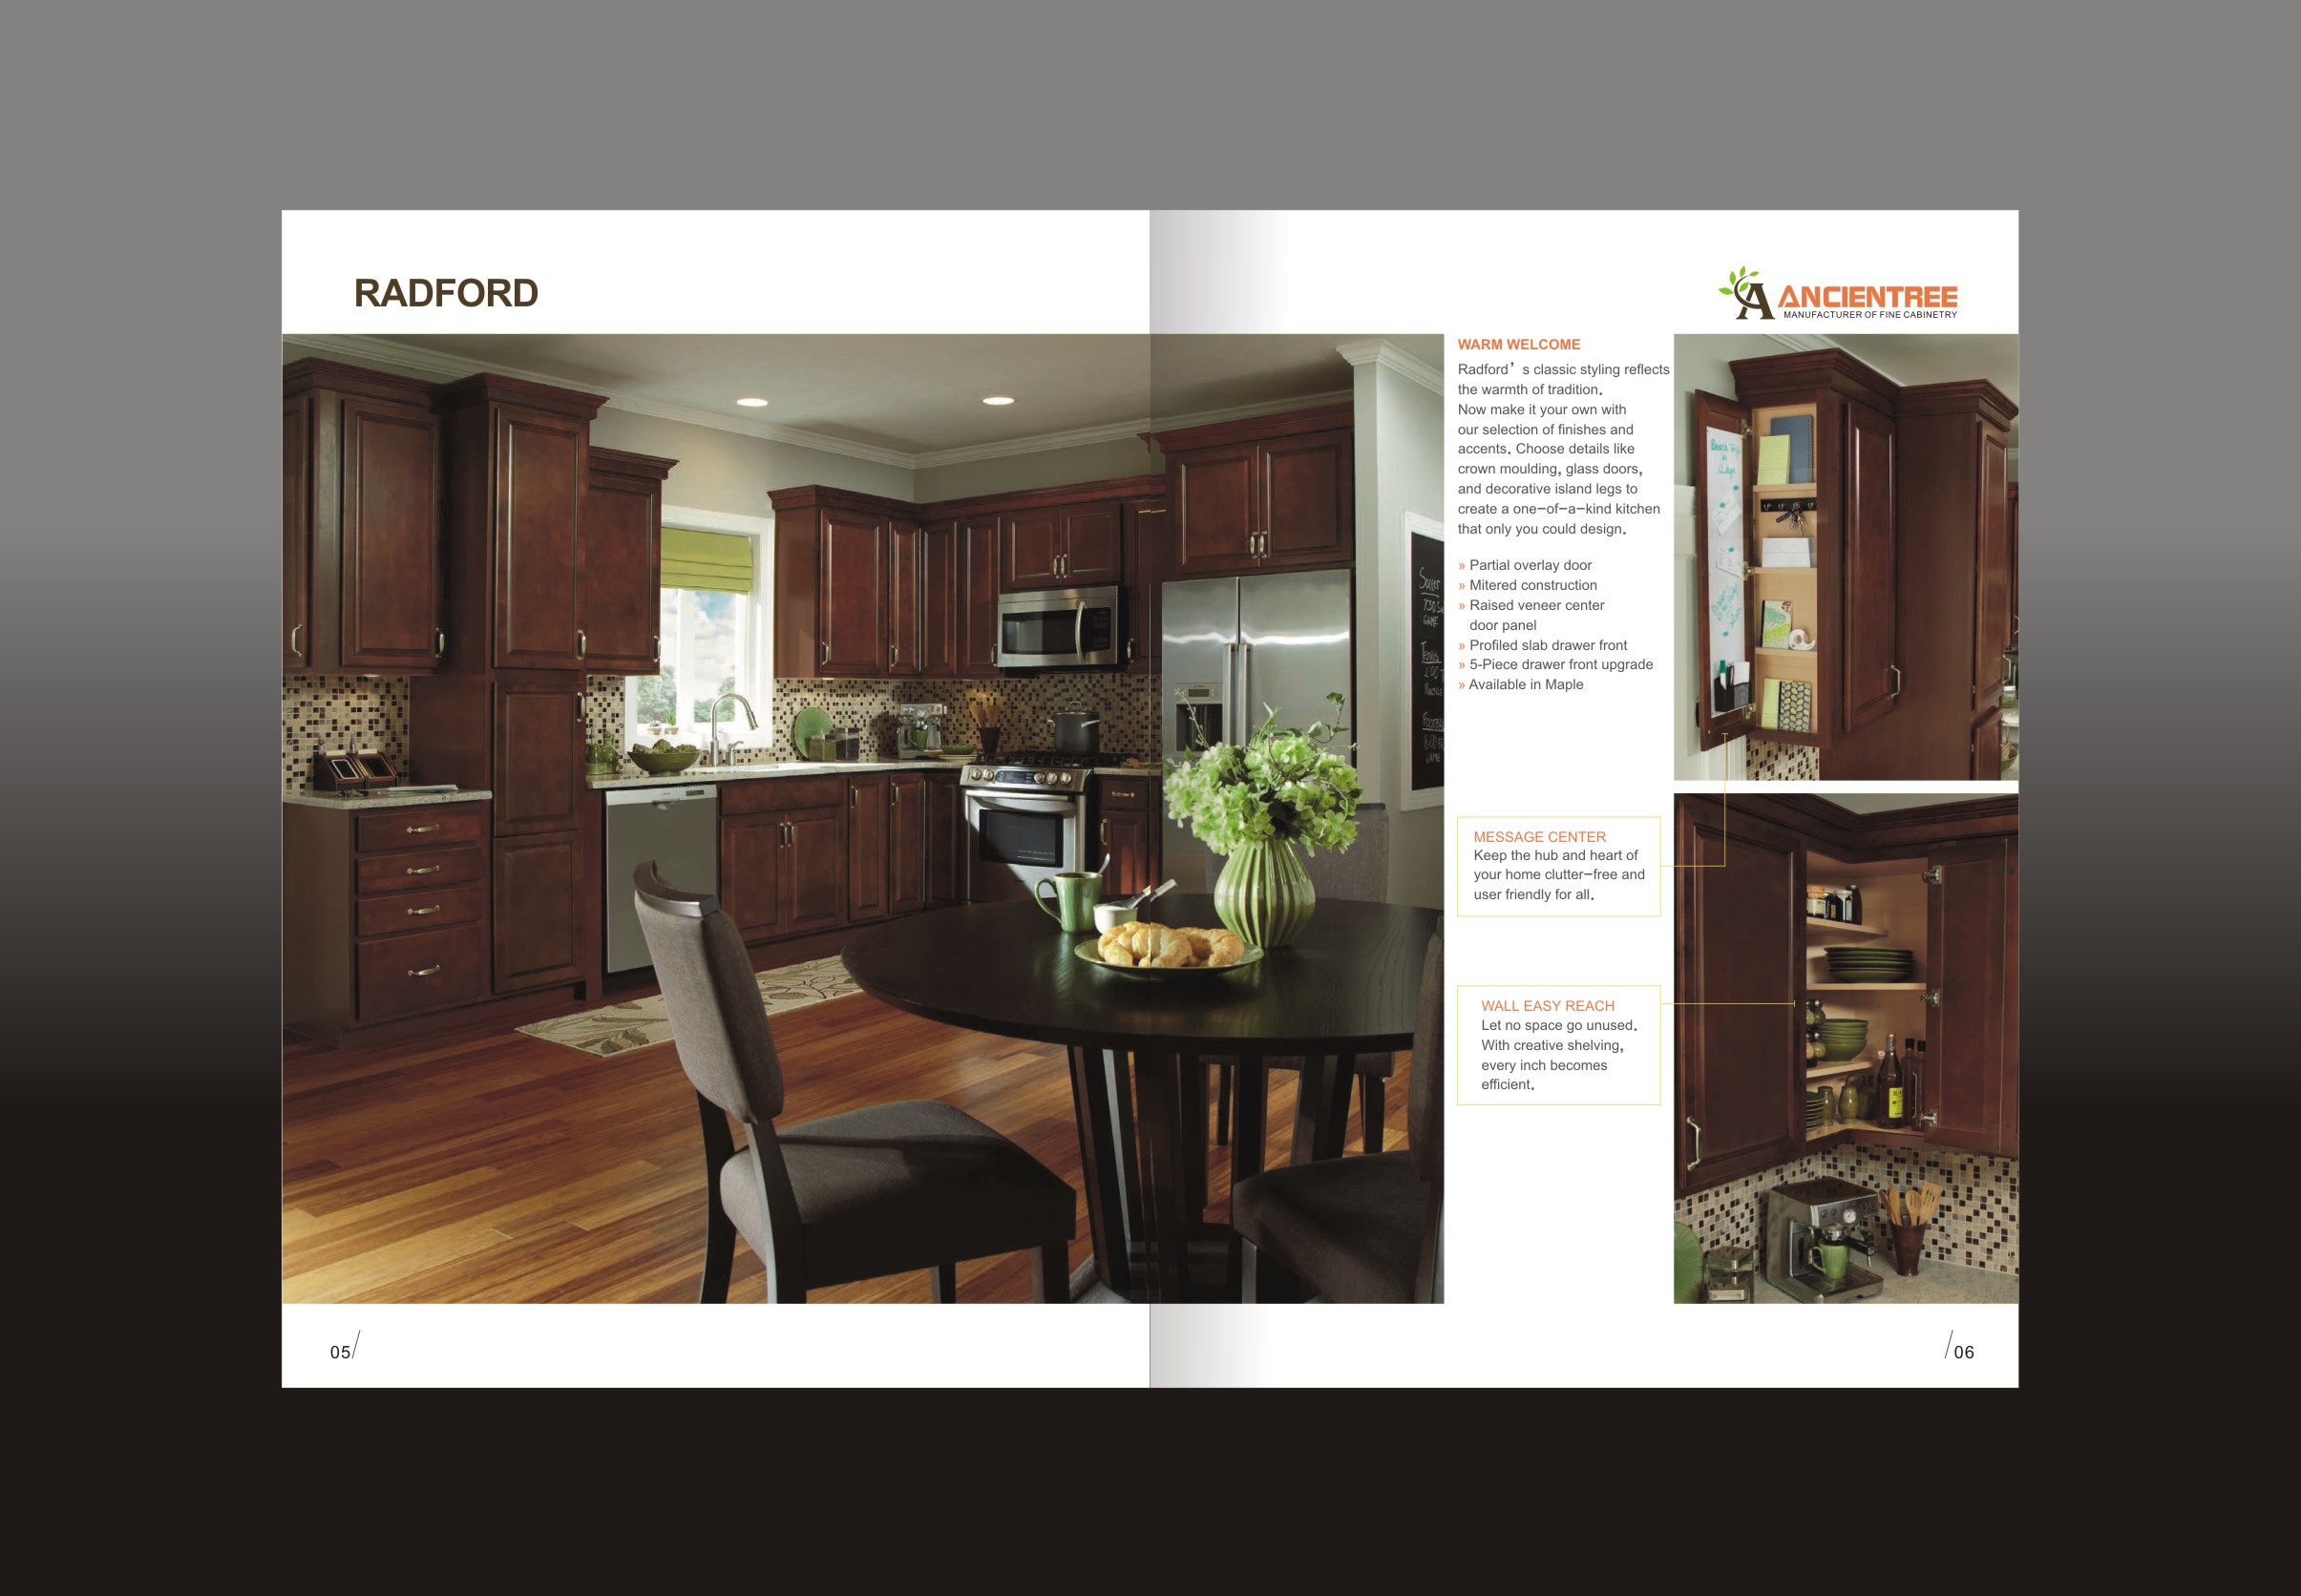 RADFORD
ANCIENTREE
MANUFACTURER OF FINE CABINETRY
WARM WELCOME
Radford’s classic styling reflects
the warmth of tradition.
Now make it your own with
our selection of finishes and
accents. Choose details like
crown moulding, glass doors,
and decorative island legs to
create a one-of-a-kind kitchen
that only you could design.
» Partial overlay door
» Mitered construction
» Raised veneer center
door panel
» Profiled slab drawer front
» 5-Piece drawer front upgrade
» Available in Maple
MESSAGE CENTER
Keep the hub and heart of
your home clutter-free and
user friendly for all.
WALL EASY REACH
Let no space go unused.
With creative shelving,
every inch becomes
efficient.
GAME
Tennis
GAME
05/
/06